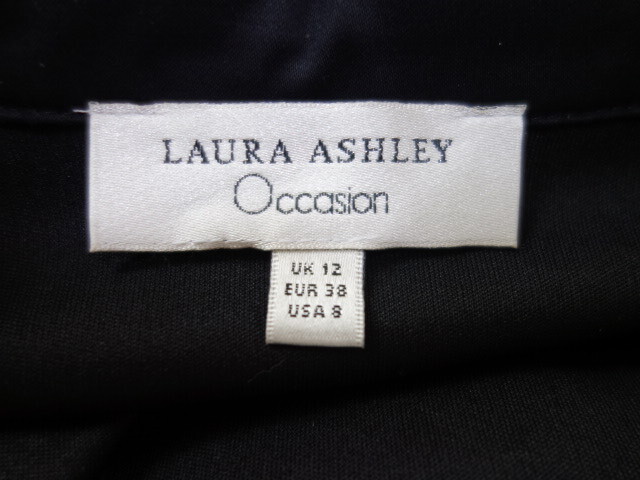 LAURA ASHLEY
Occasion
UK 12
EUR 38
USA 8